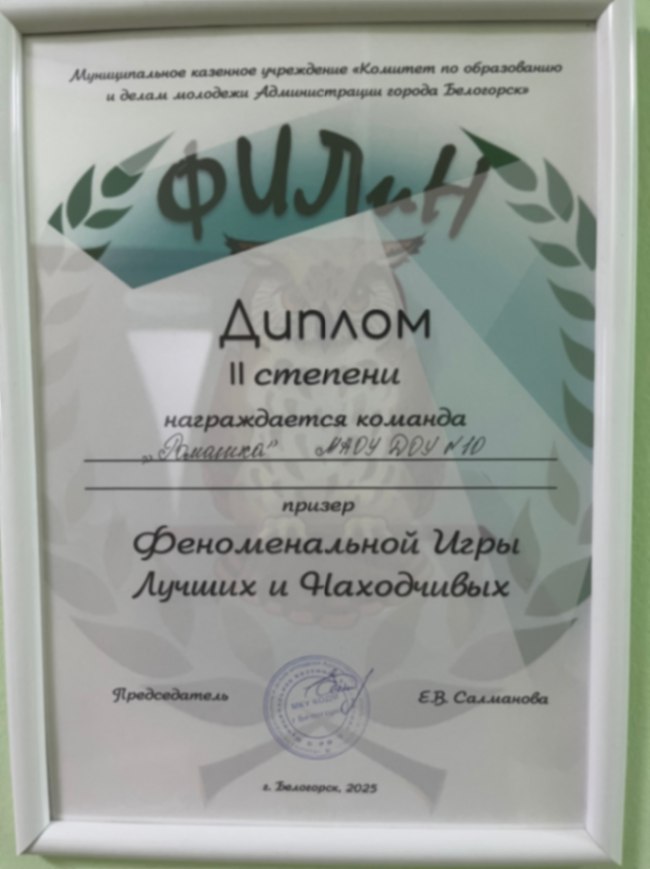 Муниципальное казенное учреждение «Комитет по образованию
и делам молодежи Администрации города Белогорск»
ФИЛиН
Диплом
II степени
награждается команда
„Ромашка" МАОУ ДОУ №10
призер
Феноменальной Игры
Лучших и Находчивых
Председатель
Е.В. Салманова
г. Белогорск, 2025